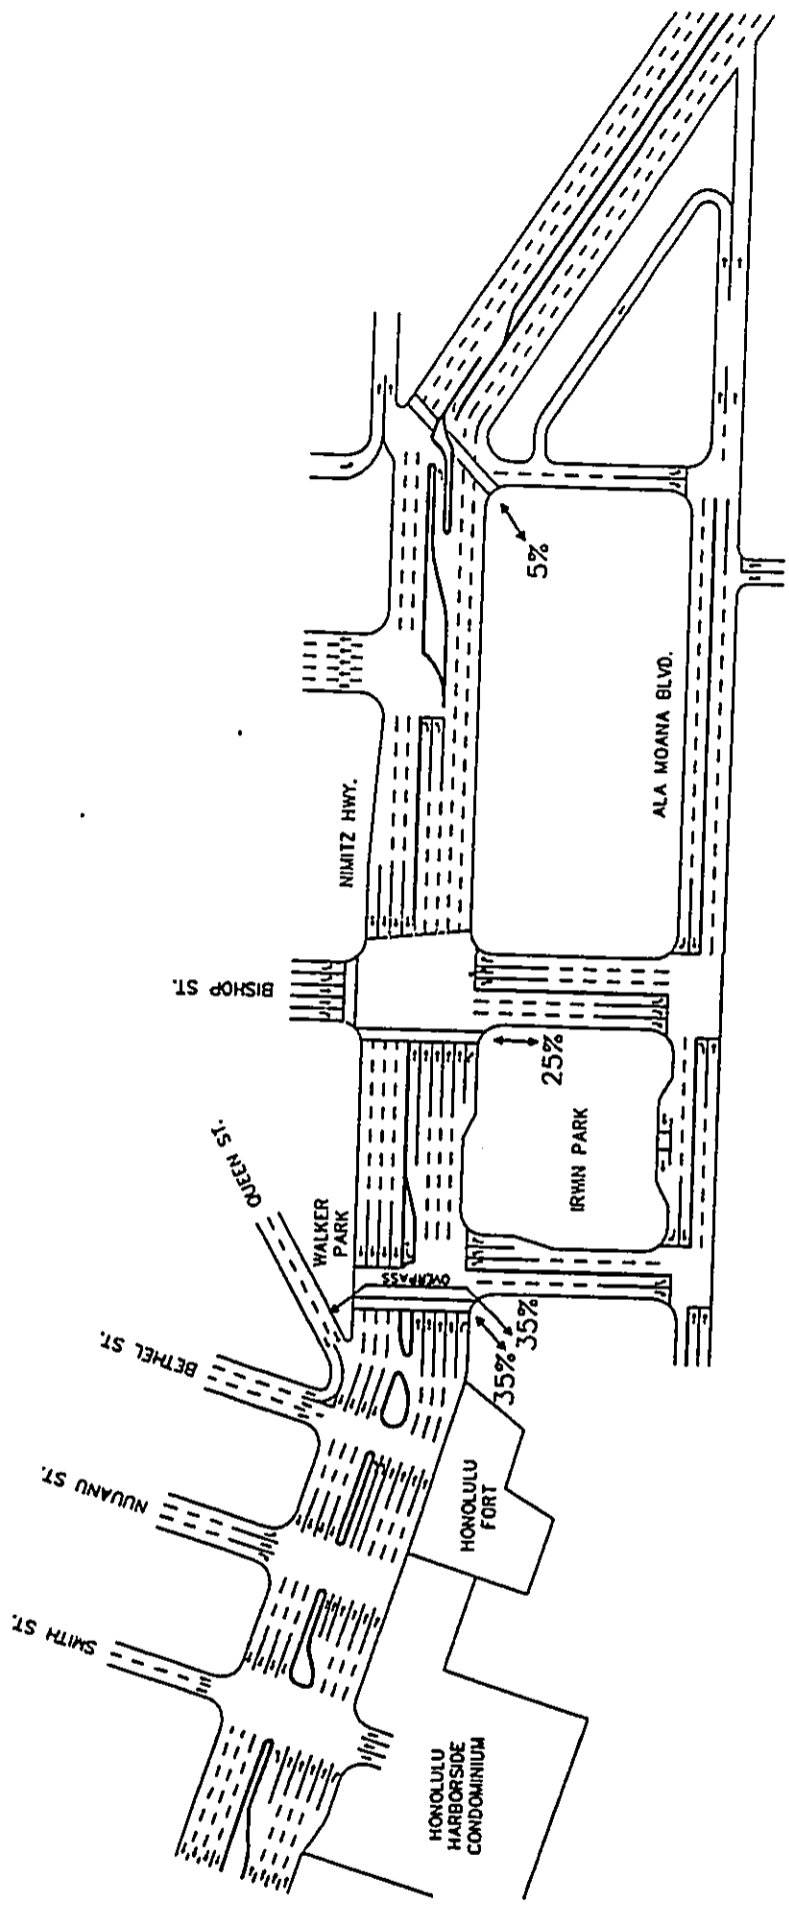 SMITH ST.
NUUANU ST.
BETHEL ST.
QUEEN ST.
WALKER
PARK
BISHOP ST.
NIMITZ HWY.
OVERPASS
35%
35%
25%
5%
IRWIN PARK
ALA MOANA BLVD.
HONOLULU
FORT
HONOLULU
HARBORSIDE
CONDOMINIUM